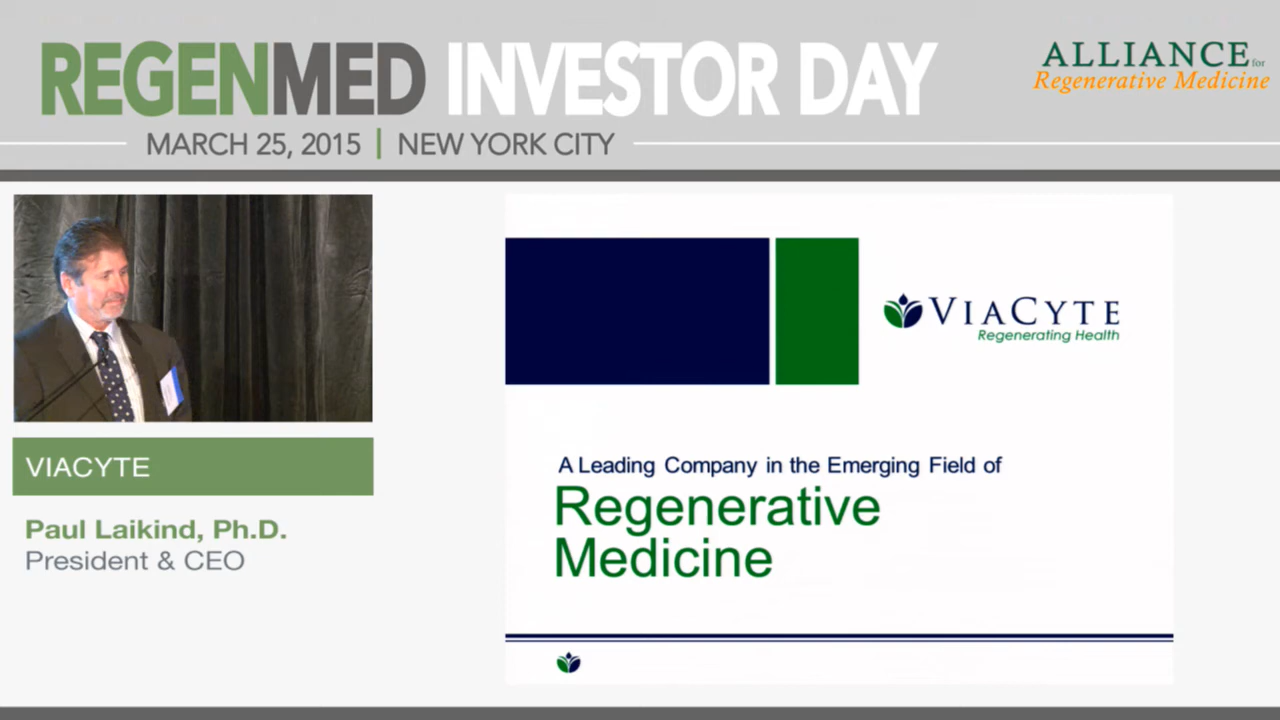 REGENMED INVESTOR DAY
MARCH 25, 2015 | NEW YORK CITY
ALLIANCE for
Regenerative Medicine
VIACYTE
Regenerating Health
A Leading Company in the Emerging Field of
Regenerative
Medicine
VIACYTE
Paul Laikind, Ph.D.
President & CEO